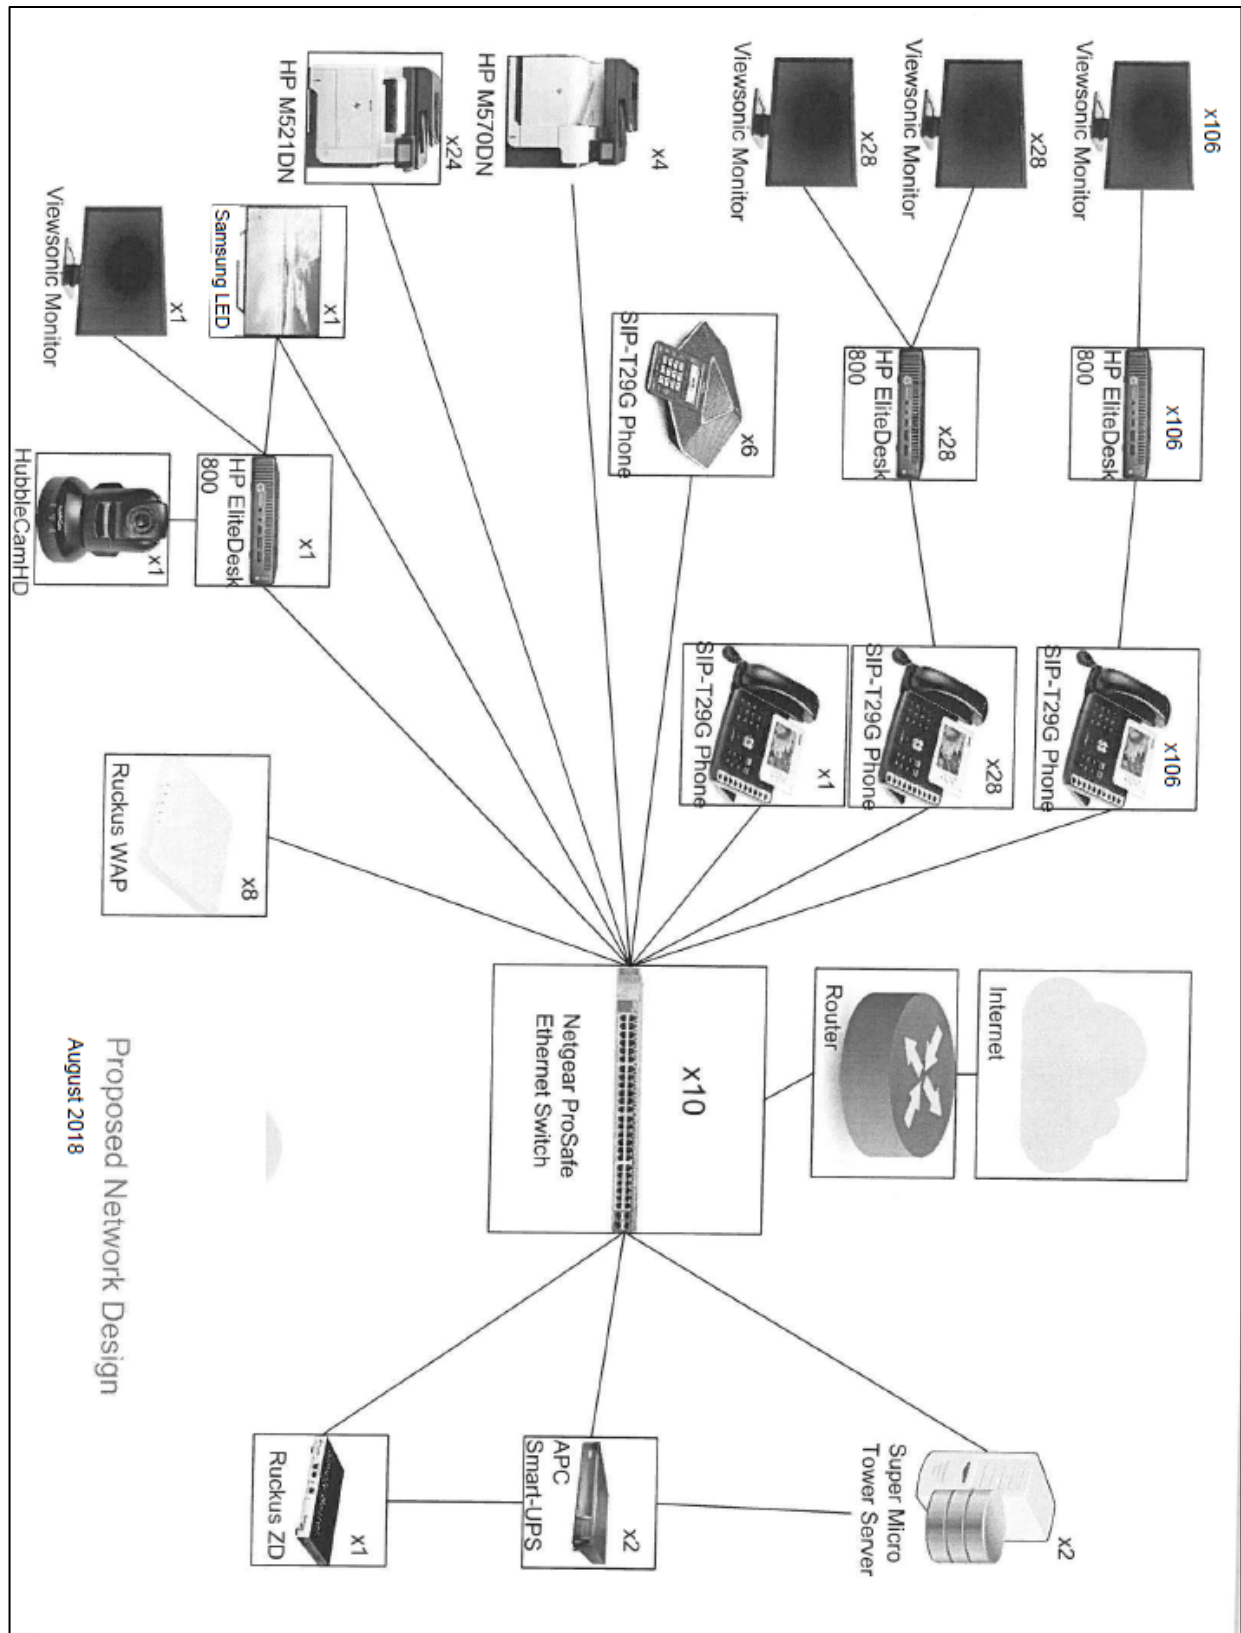 x106
Viewsonic Monitor
x106
HP EliteDesk
800
x106
SIP-T29G Phone
Internet
x28
Viewsonic Monitor
x28
Viewsonic Monitor
x28
HP EliteDesk
800
x28
SIP-T29G Phone
x1
SIP-T29G Phone
Router
x2
Super Micro
Tower Server
x4
HP M570DN
x6
SIP-T29G Phone
x10
Netgear ProSafe
Ethernet Switch
x2
APC
Smart-UPS
x24
HP M521DN
x1
Samsung LED
x1
HP EliteDesk
800
x8
Ruckus WAP
x1
Ruckus ZD
x1
Viewsonic Monitor
x1
HubbleCamHD
Proposed Network Design
August 2018